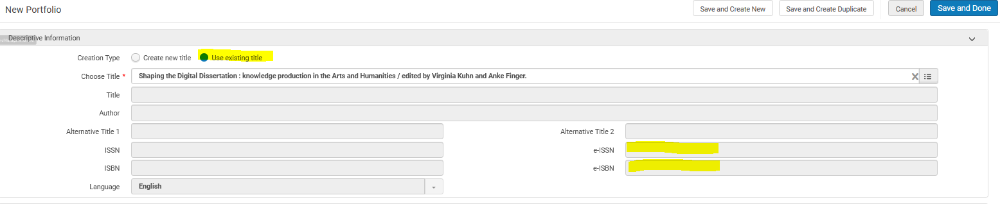 New Portfolio
Save and Create New
Save and Create Duplicate
Cancel
Save and Done
Descriptive Information
Creation Type
Create new title
Use existing title
Choose Title *
Shaping the Digital Dissertation : knowledge production in the Arts and Humanities / edited by Virginia Kuhn and Anke Finger.
Title
Author
Alternative Title 1
Alternative Title 2
ISSN
e-ISSN
ISBN
e-ISBN
Language
English